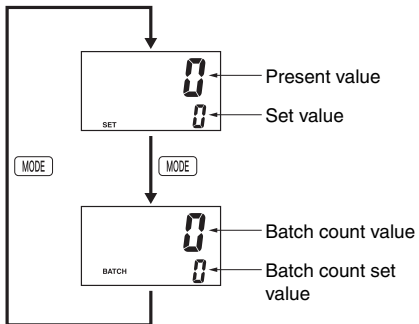 0
Present value
SET
0
Set value
MODE
MODE
0
Batch count value
BATCH
0
Batch count set
value